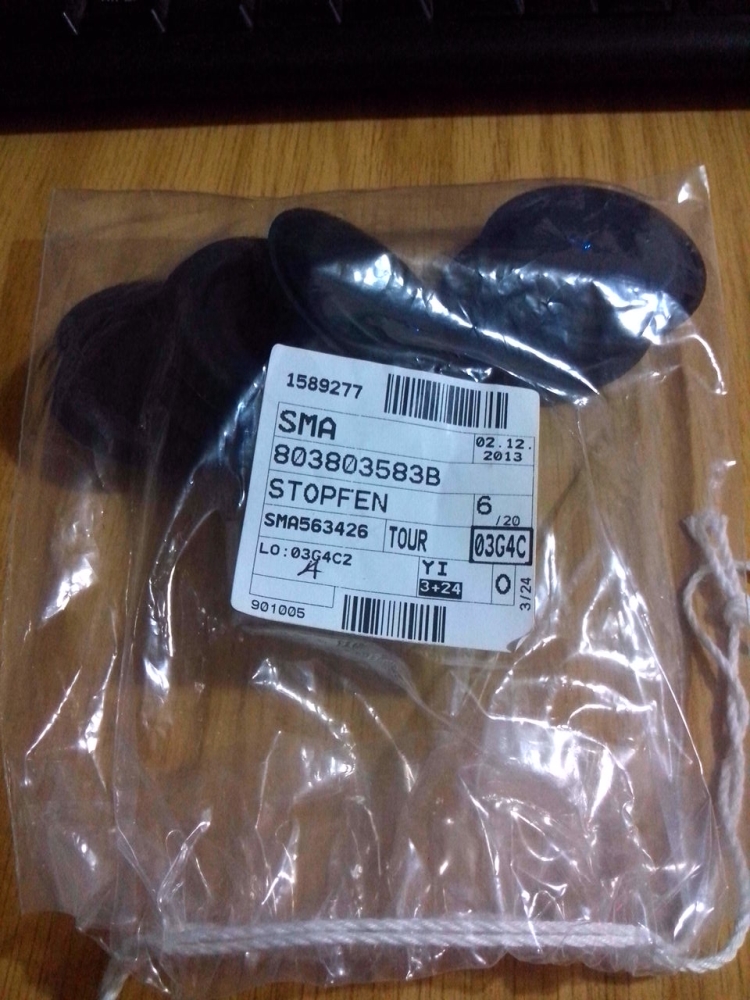 1589277
SMA
02.12.
2013
803803583B
STOPFEN
6/20
SMA563426
TOUR
03G4C
LO:03G4C2
A
YI
3+24
O
3/24
901005